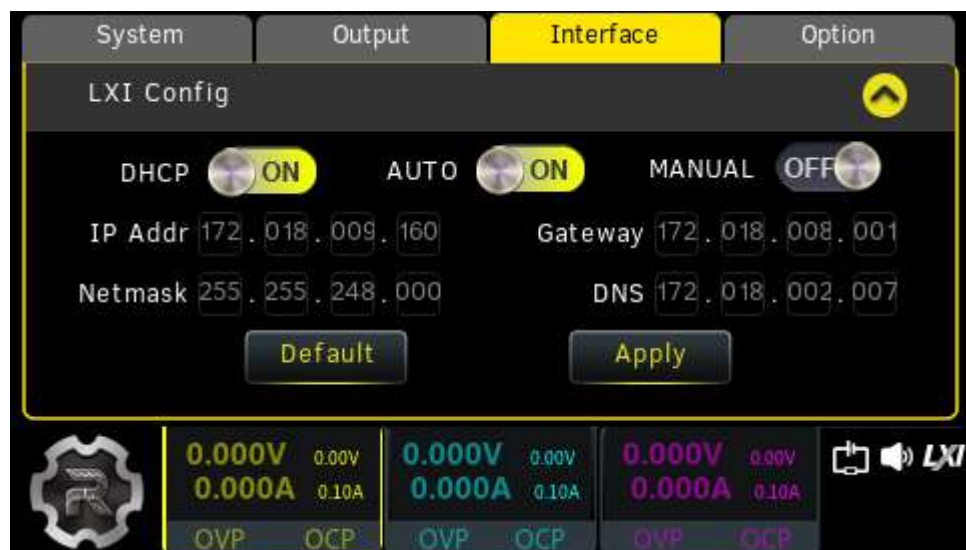 System Output Interface Option
LXI Config
DHCP ON AUTO ON MANUAL OFF
IP Addr 172 . 018 . 009 . 160 Gateway 172 . 018 . 008 . 001
Netmask 255 . 255 . 248 . 000 DNS 172 . 018 . 002 . 007
Default Apply
0.000V 0.00V 0.000V 0.00V 0.000V 0.00V LXI
0.000A 0.10A 0.000A 0.10A 0.000A 0.10A
OVP OCP OVP OCP OVP OCP
R